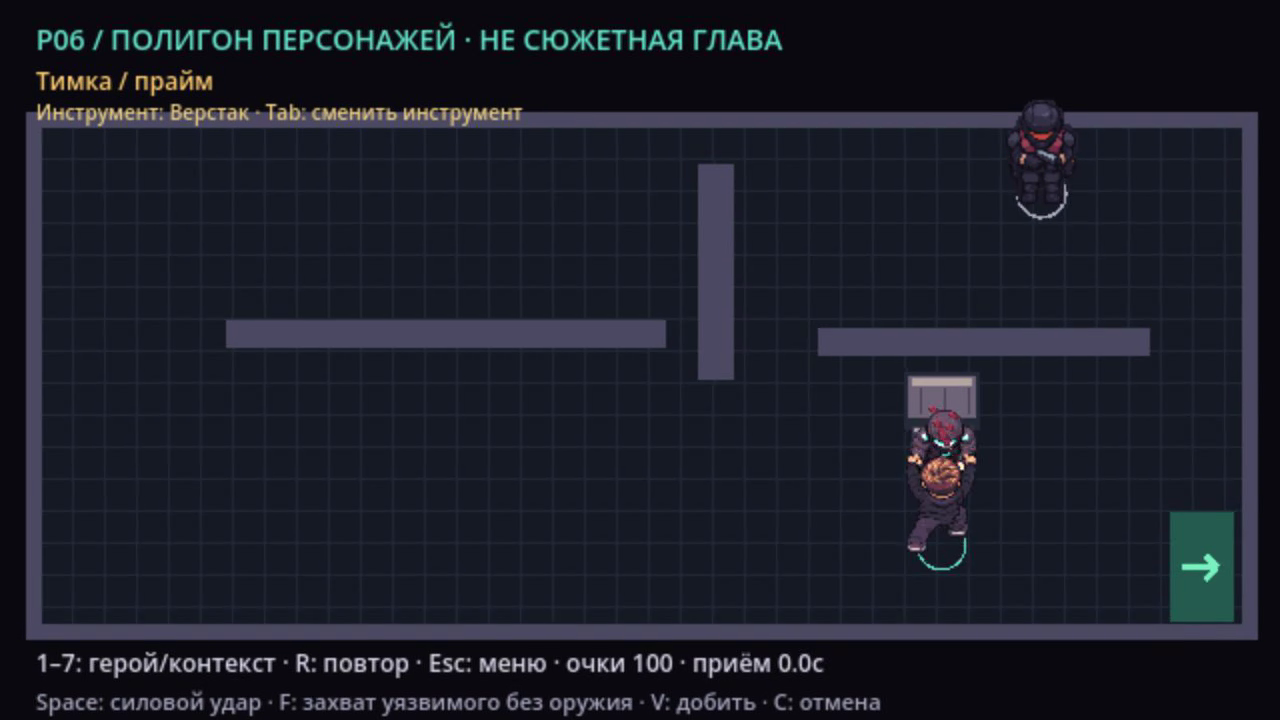 P06 / ПОЛИГОН ПЕРСОНАЖЕЙ · НЕ СЮЖЕТНАЯ ГЛАВА
Тимка / прайм
Инструмент: Верстак · Tab: сменить инструмент
→
1–7: герой/контекст · R: повтор · Esc: меню · очки 100 · приём 0.0с
Space: силовой удар · F: захват уязвимого без оружия · V: добить · C: отмена